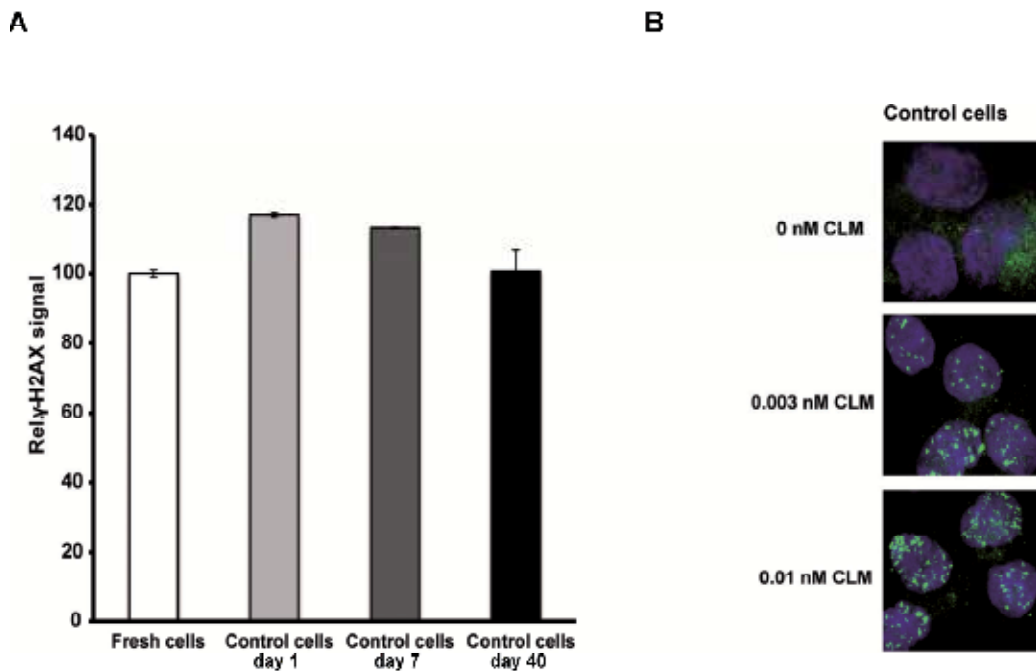 A
B
Control cells
140
120
100
80
60
40
20
0
Rel.γ-H2AX signal
Fresh cells
Control cells
day 1
Control cells
day 7
Control cells
day 40
0 nM CLM
0.003 nM CLM
0.01 nM CLM